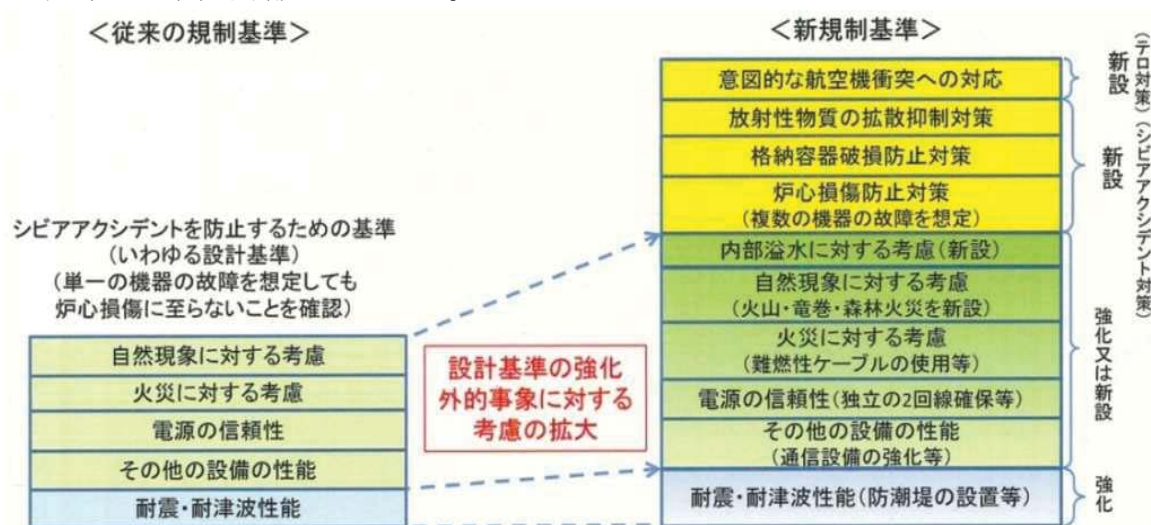 <従来の規制基準>
シビアアクシデントを防止するための基準
(いわゆる設計基準)
(単一の機器の故障を想定しても
炉心損傷に至らないことを確認)
自然現象に対する考慮
火災に対する考慮
電源の信頼性
その他の設備の性能
耐震・耐津波性能
設計基準の強化
外的事象に対する
考慮の拡大
<新規制基準>
意図的な航空機衝突への対応
放射性物質の拡散抑制対策
格納容器破損防止対策
炉心損傷防止対策
(複数の機器の故障を想定)
内部溢水に対する考慮(新設)
自然現象に対する考慮
(火山・竜巻・森林火災を新設)
火災に対する考慮
(難燃性ケーブルの使用等)
電源の信頼性(独立の2回線確保等)
その他の設備の性能
(通信設備の強化等)
耐震・耐津波性能(防潮堤の設置等)
新設
(テロ対策)
新設
(シビアアクシデント対策)
強化又は新設
強化